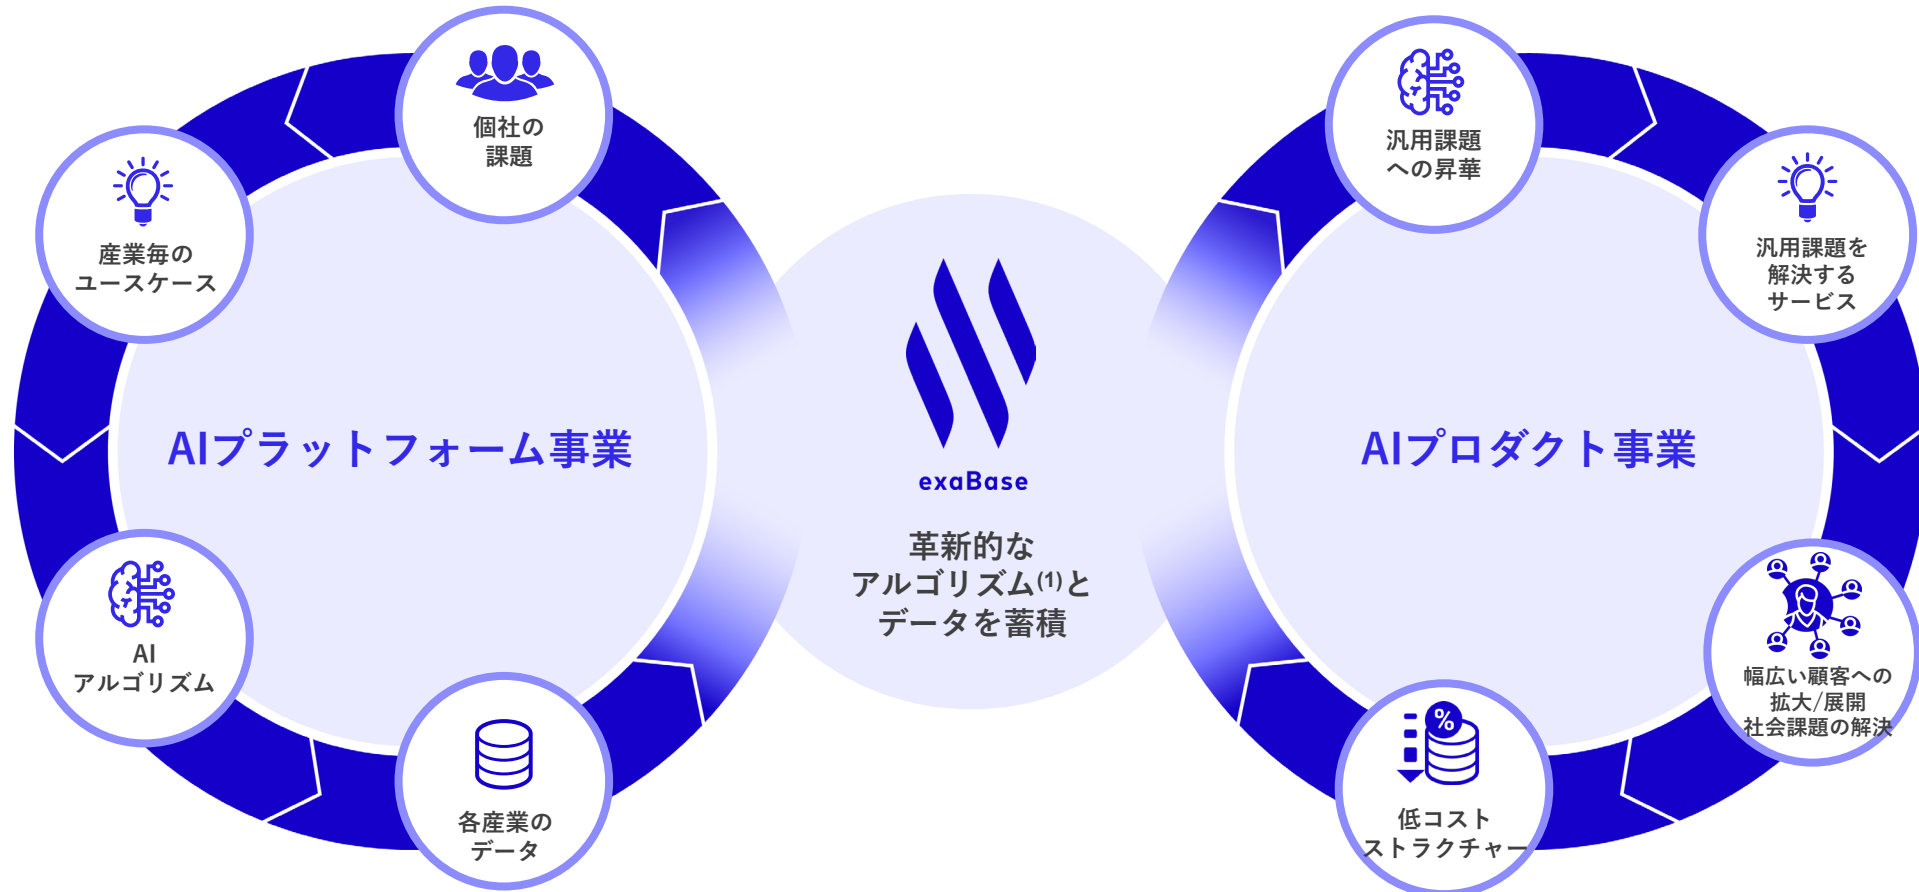 個社の
課題
産業毎の
ユースケース
AIプラットフォーム事業
AI
アルゴリズム
各産業の
データ
exaBase
革新的な
アルゴリズム(1)と
データを蓄積
汎用課題
への昇華
汎用課題を
解決する
サービス
AIプロダクト事業
幅広い顧客への
拡大/展開
社会課題の解決
%
低コスト
ストラクチャー